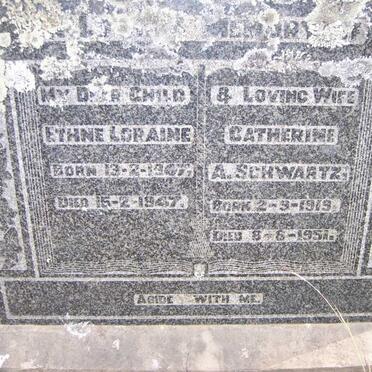 MEMORY
MY DEAR CHILD
ETHNE LORAINE
BORN 13-2-1947.
DIED 15-2-1947.
& LOVING WIFE
CATHERINE
A. SCHWARTZ.
BORN 2-9-1919.
DIED 8-6-1951.
ABIDE WITH ME.